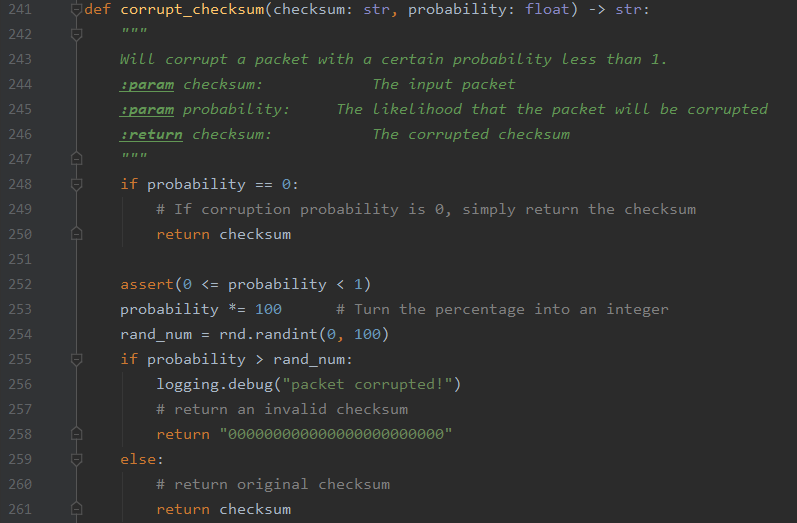 241 def corrupt_checksum(checksum: str, probability: float) -> str:
242 """
243 Will corrupt a packet with a certain probability less than 1.
244 :param checksum: The input packet
245 :param probability: The likelihood that the packet will be corrupted
246 :return checksum: The corrupted checksum
247 """
248 if probability == 0:
249 # If corruption probability is 0, simply return the checksum
250 return checksum
251
252 assert(0 <= probability < 1)
253 probability *= 100 # Turn the percentage into an integer
254 rand_num = rnd.randint(0, 100)
255 if probability > rand_num:
256 logging.debug("packet corrupted!")
257 # return an invalid checksum
258 return "000000000000000000000000"
259 else:
260 # return original checksum
261 return checksum